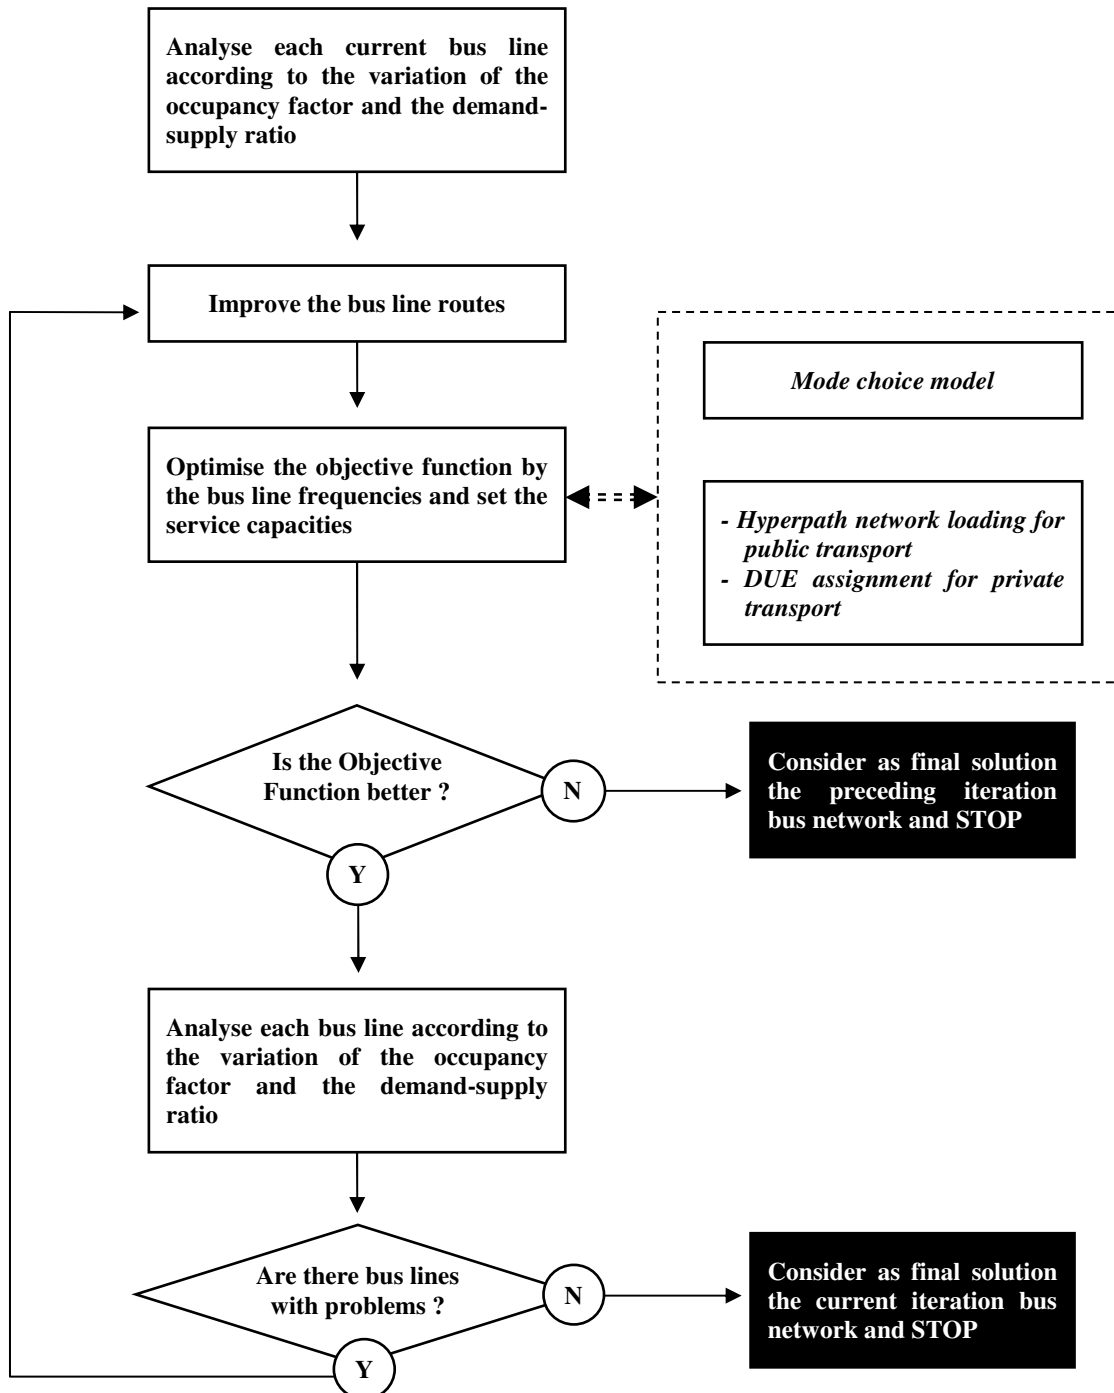 Analyse each current bus line
according to the variation of the
occupancy factor and the demand-
supply ratio
Improve the bus line routes
Mode choice model
Optimise the objective function by
the bus line frequencies and set the
service capacities
- Hyperpath network loading for
public transport
- DUE assignment for private
transport
Is the Objective
Function better ?
N
Consider as final solution
the preceding iteration
bus network and STOP
Y
Analyse each bus line according to
the variation of the occupancy
factor and the demand-supply
ratio
Are there bus lines
with problems ?
N
Consider as final solution
the current iteration bus
network and STOP
Y